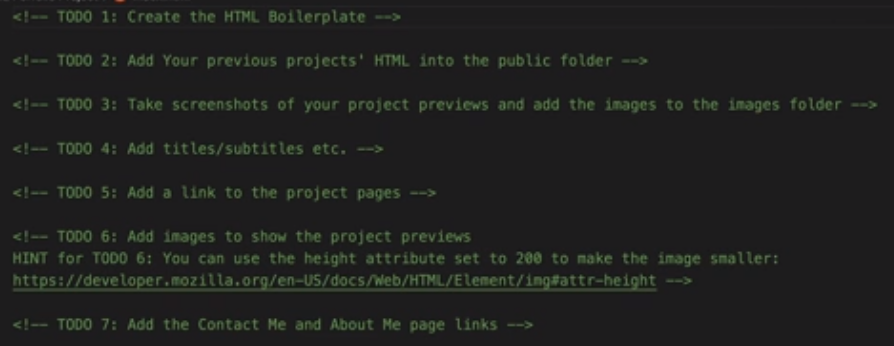 <!-- TODO 1: Create the HTML Boilerplate -->
<!-- TODO 2: Add Your previous projects' HTML into the public folder -->
<!-- TODO 3: Take screenshots of your project previews and add the images to the images folder -->
<!-- TODO 4: Add titles/subtitles etc. -->
<!-- TODO 5: Add a link to the project pages -->
<!-- TODO 6: Add images to show the project previews
HINT for TODO 6: You can use the height attribute set to 200 to make the image smaller:
https://developer.mozilla.org/en-US/docs/Web/HTML/Element/img#attr-height -->
<!-- TODO 7: Add the Contact Me and About Me page links -->